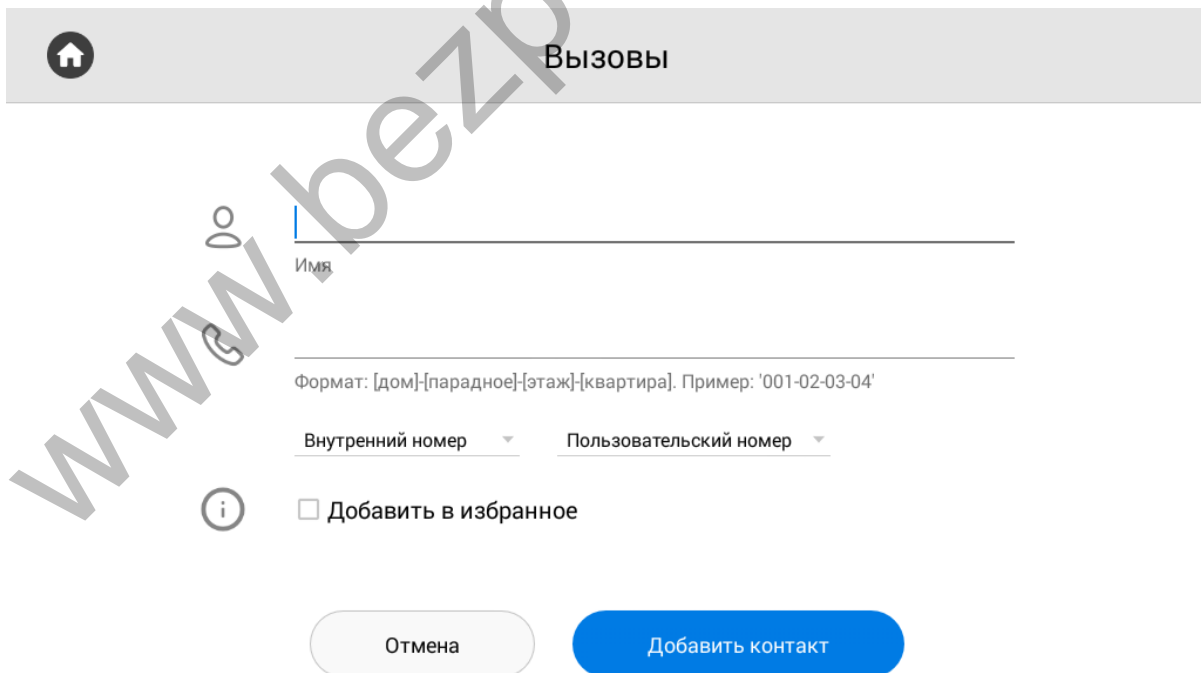 Вызовы
Имя
Формат: [дом]-[парадное]-[этаж]-[квартира]. Пример: '001-02-03-04'
Внутренний номер Пользовательский номер
Добавить в избранное
Отмена Добавить контакт
www.bezp